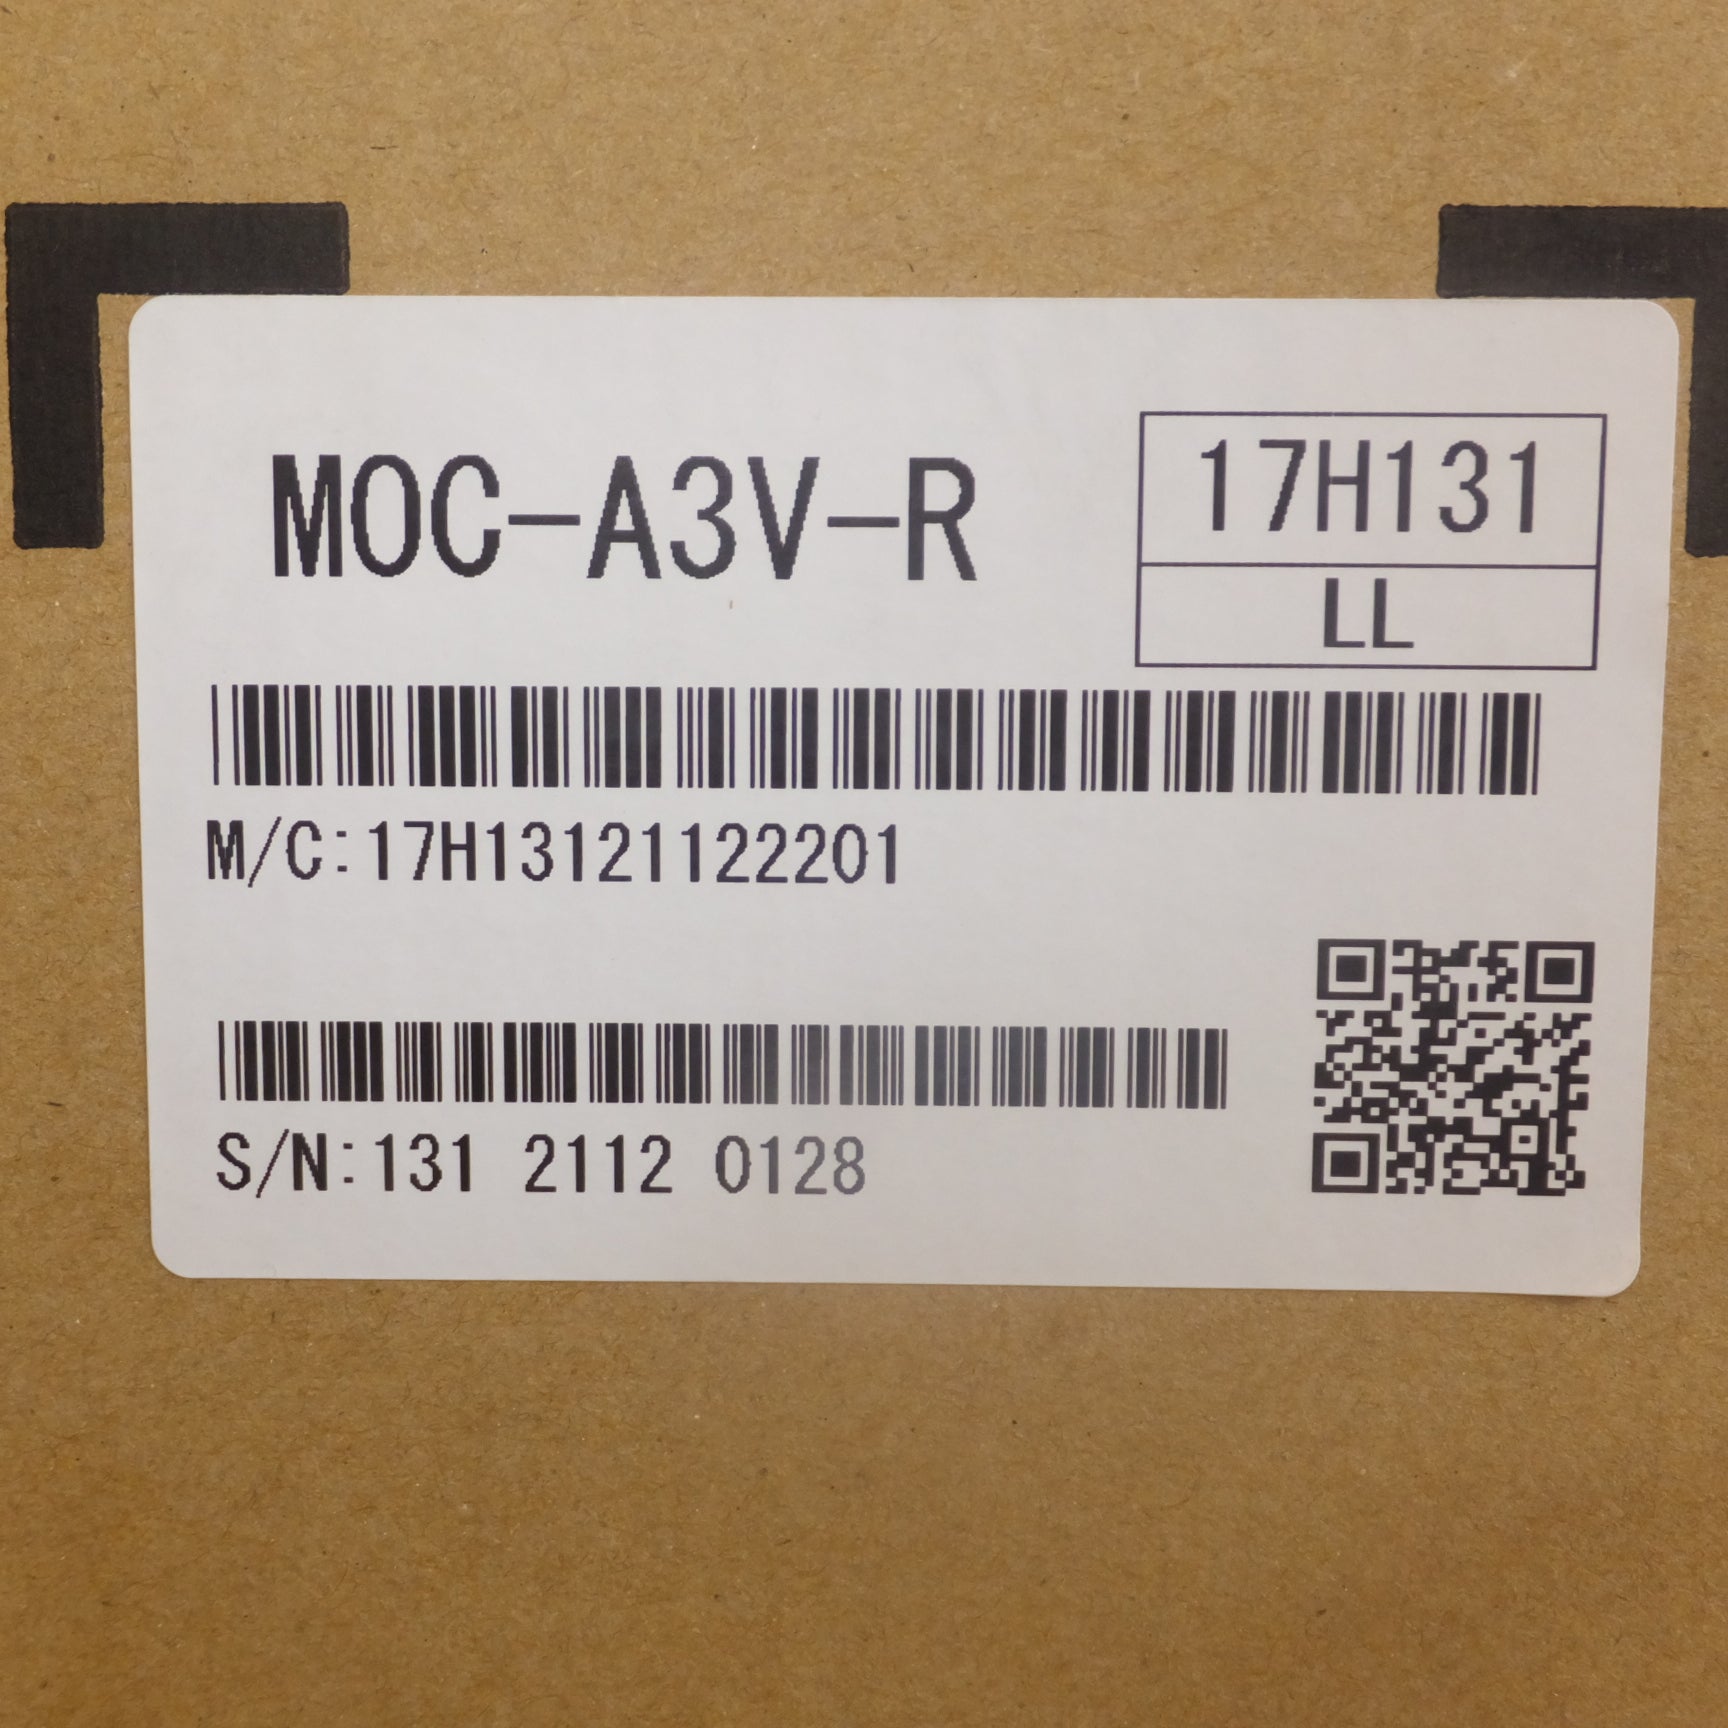 MOC-A3V-R
17H131
LL
M/C:17H13121122201
S/N:131 2112 0128